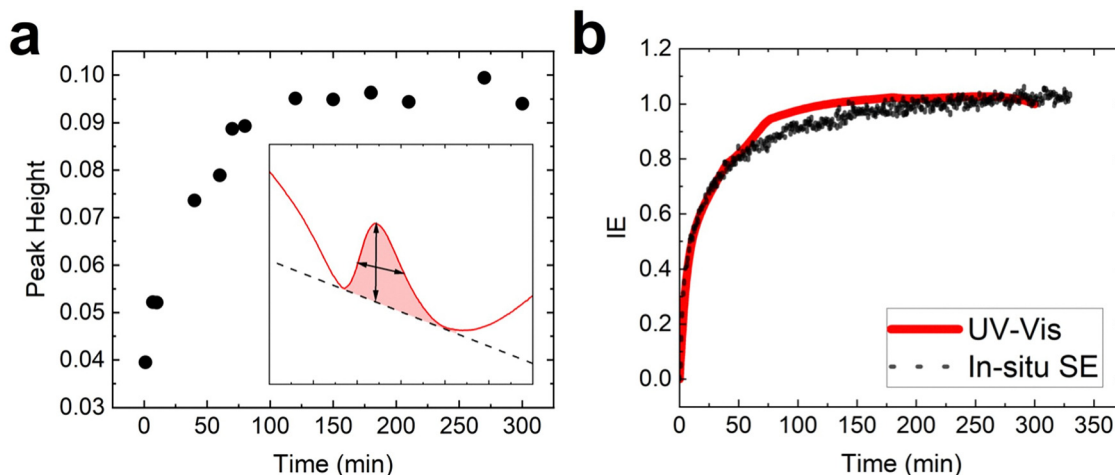 a
Peak Height
0.10
0.09
0.08
0.07
0.06
0.05
0.04
0.03
0 50 100 150 200 250 300
Time (min)
b
IE
1.2
1.0
0.8
0.6
0.4
0.2
0.0
UV-Vis
In-situ SE
0 50 100 150 200 250 300 350
Time (min)